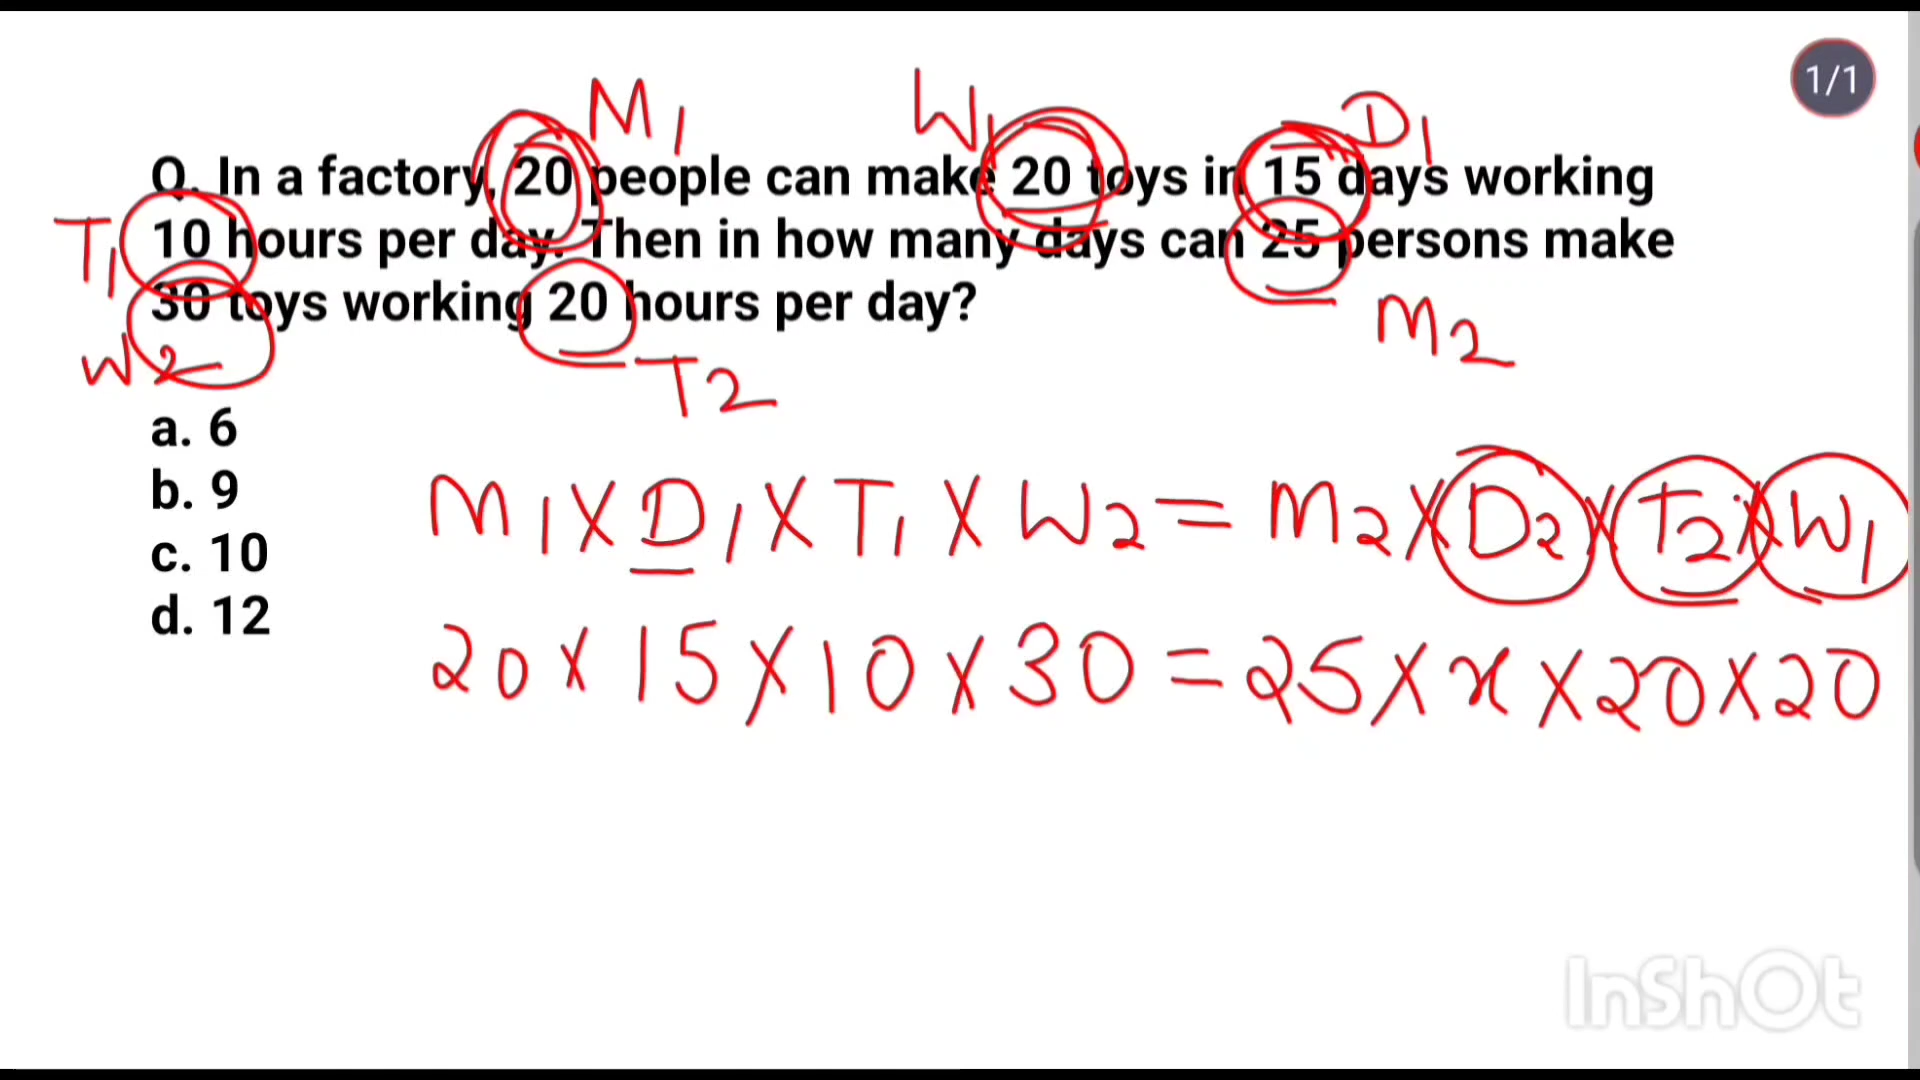 1/1
M1 W1 D1
Q. In a factory, 20 people can make 20 toys in 15 days working
T1 10 hours per day. Then in how many days can 25 persons make
30 toys working 20 hours per day?
W2 T2 M2
a. 6
b. 9
c. 10
d. 12
M1 X D1 X T1 X W2 = M2 X D2 X T2 X W1
20 X 15 X 10 X 30 = 25 X x X 20 X 20
InShOt